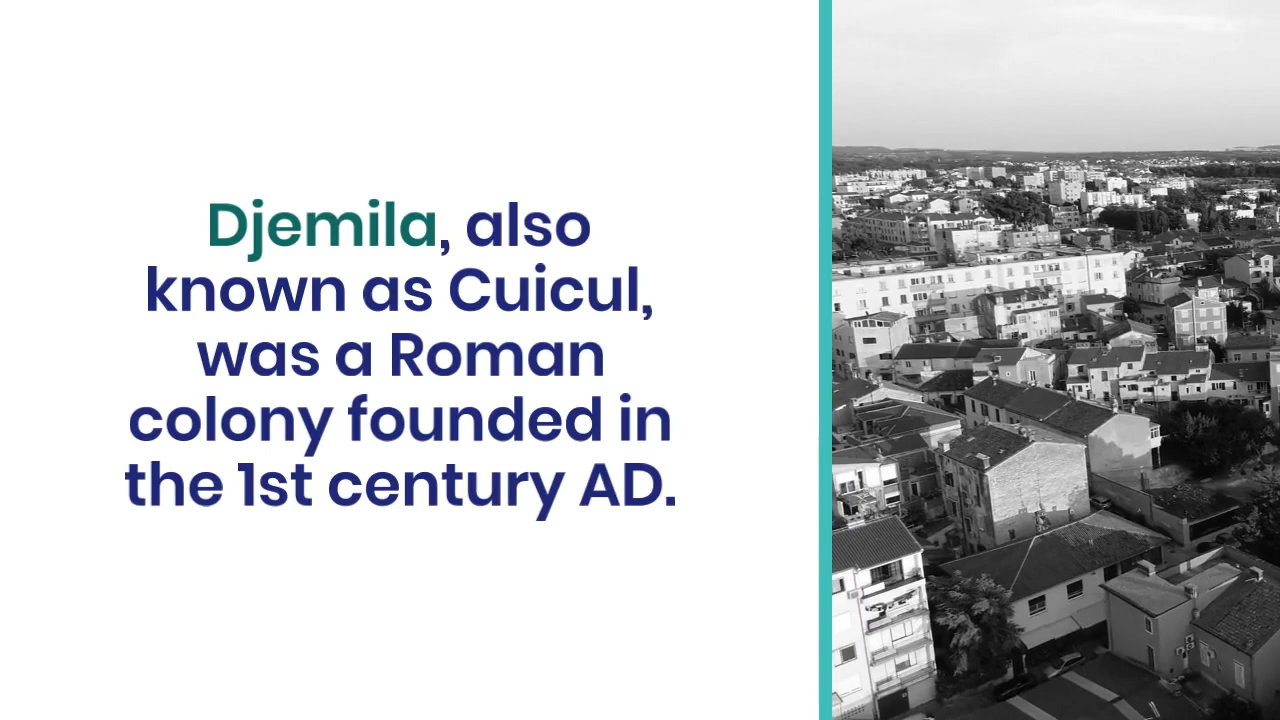 Djemila, also
known as Cuicul,
was a Roman
colony founded in
the 1st century AD.